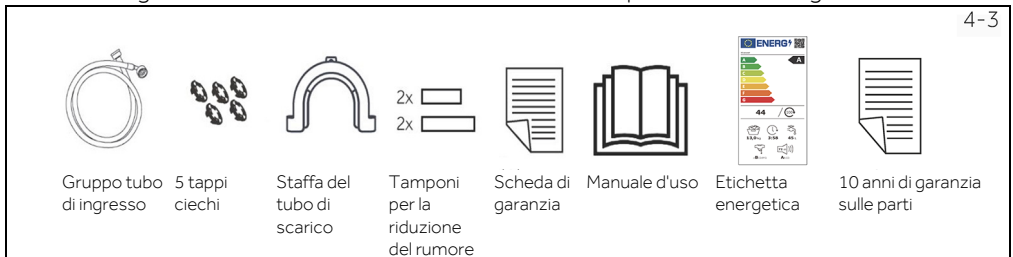 4-3
2x
2x
ENERG
A
44
Gruppo tubo di ingresso
5 tappi ciechi
Staffa del tubo di scarico
Tamponi per la riduzione del rumore
Scheda di garanzia
Manuale d'uso
Etichetta energetica
10 anni di garanzia sulle parti